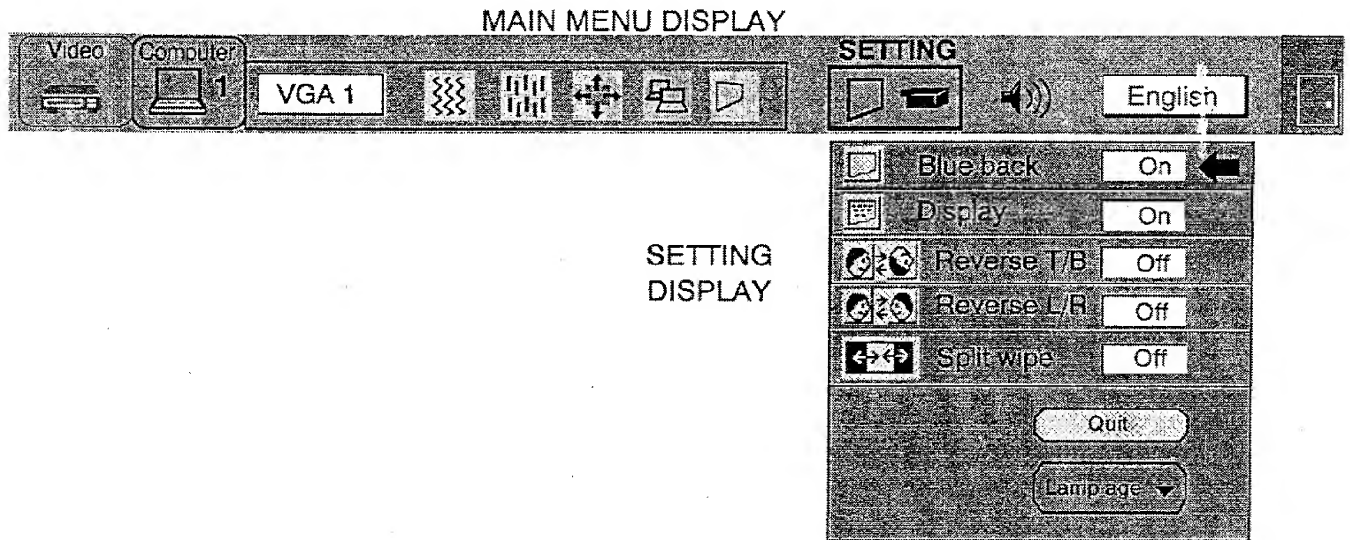 MAIN MENU DISPLAY
Video Computer SETTING
1 VGA 1 English
Blue back On
Display On
SETTING DISPLAY
Reverse T/B Off
Reverse L/R Off
Split wipe Off
Quit
Lamp age